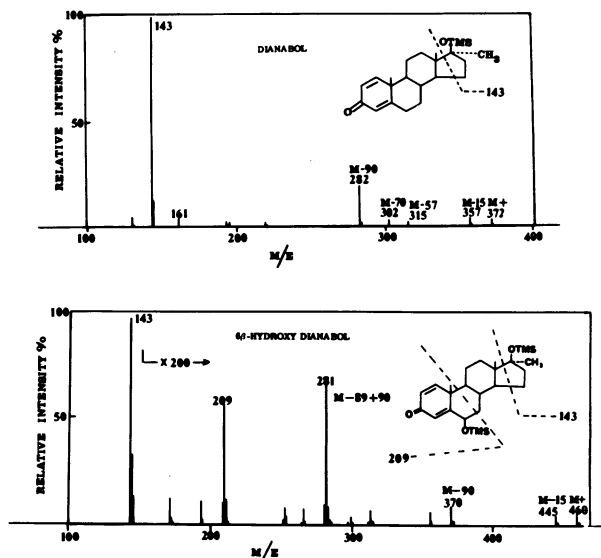 100
143
DIANABOL
OTMS
CH3
143
O
50
RELATIVE INTENSITY %
M-90
282
161
M-70
302
M-57
315
M-15
357
M+
372
100
200
300
400
M/E
100
143
6β-HYDROXY DIANABOL
X 200 →
OTMS
CH3
281
209
M-89+90
143
50
O
OTMS
209
RELATIVE INTENSITY %
M-90
370
M-15
445
M+
460
100
200
300
400
M/E